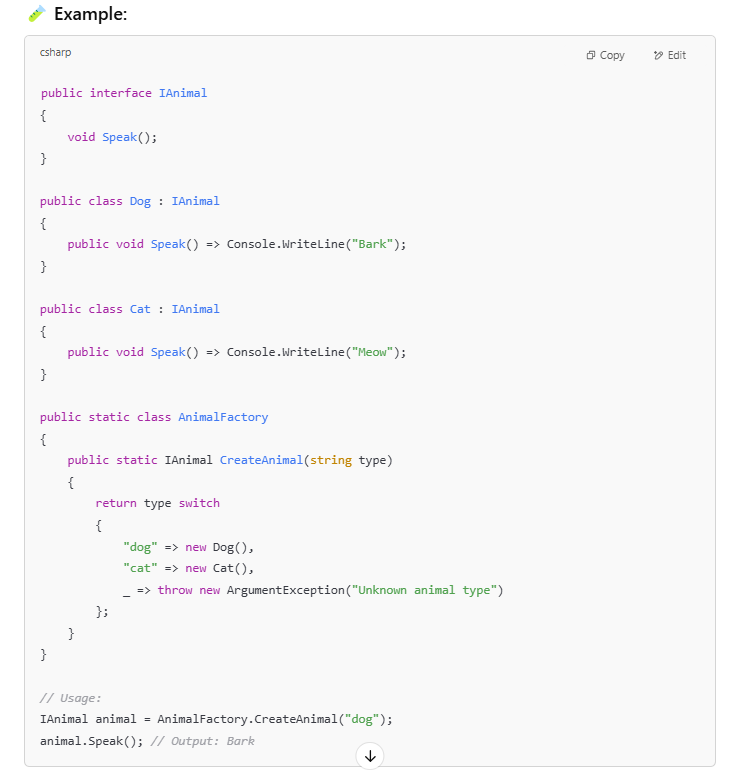 Example:
csharp
Copy
Edit
public interface IAnimal
{
    void Speak();
}

public class Dog : IAnimal
{
    public void Speak() => Console.WriteLine("Bark");
}

public class Cat : IAnimal
{
    public void Speak() => Console.WriteLine("Meow");
}

public static class AnimalFactory
{
    public static IAnimal CreateAnimal(string type)
    {
        return type switch
        {
            "dog" => new Dog(),
            "cat" => new Cat(),
            _ => throw new ArgumentException("Unknown animal type")
        };
    }
}

// Usage:
IAnimal animal = AnimalFactory.CreateAnimal("dog");
animal.Speak(); // Output: Bark